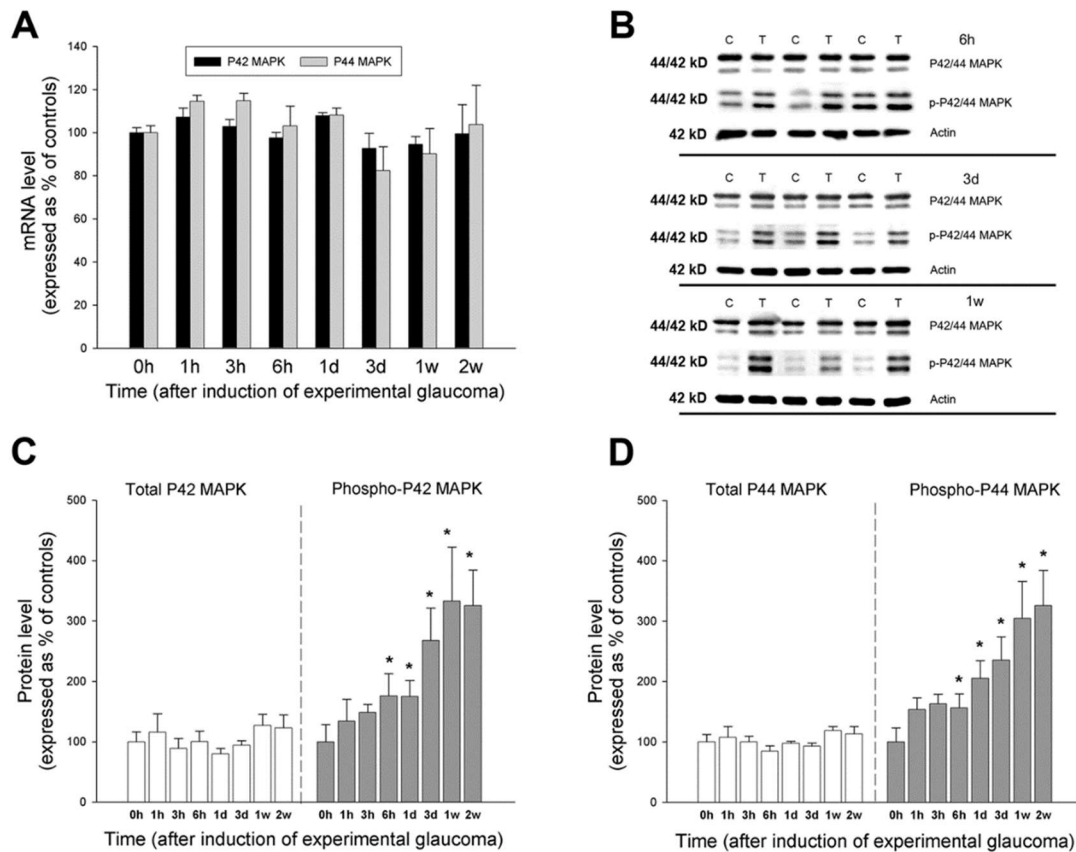 A
mRNA level
(expressed as % of controls)
140
120
100
80
60
40
20
0
P42 MAPK P44 MAPK
0h 1h 3h 6h 1d 3d 1w 2w
Time (after induction of experimental glaucoma)
B
C T C T C T 6h
44/42 kD P42/44 MAPK
44/42 kD p-P42/44 MAPK
42 kD Actin
C T C T C T 3d
44/42 kD P42/44 MAPK
44/42 kD p-P42/44 MAPK
42 kD Actin
C T C T C T 1w
44/42 kD P42/44 MAPK
44/42 kD p-P42/44 MAPK
42 kD Actin
C
Total P42 MAPK Phospho-P42 MAPK
Protein level
(expressed as % of controls)
500
400
300
200
100
0
* * * * *
0h 1h 3h 6h 1d 3d 1w 2w 0h 1h 3h 6h 1d 3d 1w 2w
Time (after induction of experimental glaucoma)
D
Total P44 MAPK Phospho-P44 MAPK
Protein level
(expressed as % of controls)
500
400
300
200
100
0
* * * * *
0h 1h 3h 6h 1d 3d 1w 2w 0h 1h 3h 6h 1d 3d 1w 2w
Time (after induction of experimental glaucoma)